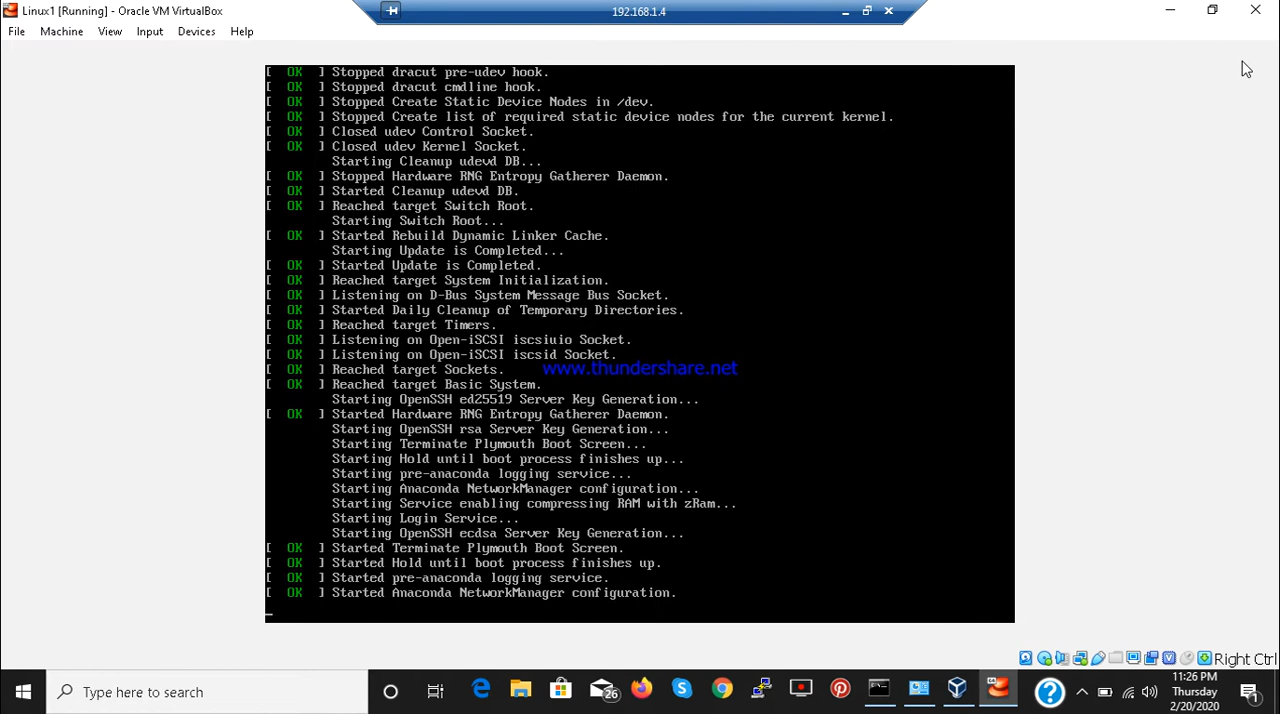 Linux1 [Running] - Oracle VM VirtualBox
192.168.1.4
File Machine View Input Devices Help
[ OK ] Stopped dracut pre-udev hook.
[ OK ] Stopped dracut cmdline hook.
[ OK ] Stopped Create Static Device Nodes in /dev.
[ OK ] Stopped Create list of required static device nodes for the current kernel.
[ OK ] Closed udev Control Socket.
[ OK ] Closed udev Kernel Socket.
Starting Cleanup udevd DB...
[ OK ] Stopped Hardware RNG Entropy Gatherer Daemon.
[ OK ] Started Cleanup udevd DB.
[ OK ] Reached target Switch Root.
Starting Switch Root...
[ OK ] Started Rebuild Dynamic Linker Cache.
Starting Update is Completed...
[ OK ] Started Update is Completed.
[ OK ] Reached target System Initialization.
[ OK ] Listening on D-Bus System Message Bus Socket.
[ OK ] Started Daily Cleanup of Temporary Directories.
[ OK ] Reached target Timers.
[ OK ] Listening on Open-iSCSI iscsiuio Socket.
[ OK ] Listening on Open-iSCSI iscsid Socket.
[ OK ] Reached target Sockets.
www.thundershare.net
[ OK ] Reached target Basic System.
Starting OpenSSH ed25519 Server Key Generation...
[ OK ] Started Hardware RNG Entropy Gatherer Daemon.
Starting OpenSSH rsa Server Key Generation...
Starting Terminate Plymouth Boot Screen...
Starting Hold until boot process finishes up...
Starting pre-anaconda logging service...
Starting Anaconda NetworkManager configuration...
Starting Service enabling compressing RAM with zRam...
Starting Login Service...
Starting OpenSSH ecdsa Server Key Generation...
[ OK ] Started Terminate Plymouth Boot Screen.
[ OK ] Started Hold until boot process finishes up.
[ OK ] Started pre-anaconda logging service.
[ OK ] Started Anaconda NetworkManager configuration.
Right Ctrl
Type here to search
26
11:26 PM
Thursday
2/20/2020
1